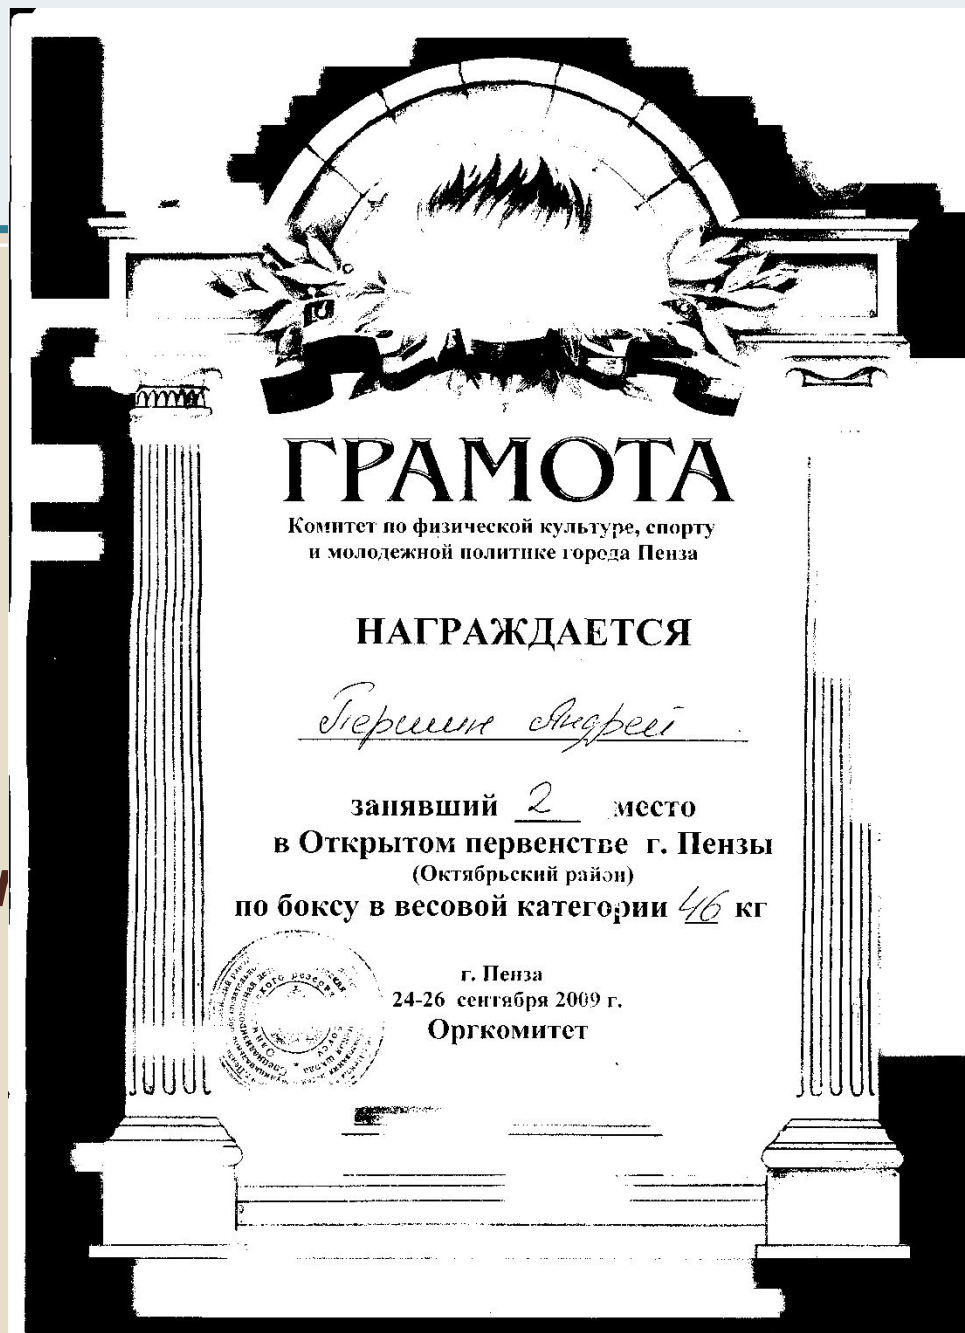 ГРАМОТА
Комитет по физической культуре, спорту
и молодежной политике города Пенза
НАГРАЖДАЕТСЯ
Першин Андрей
занявший 2 место
в Открытом первенстве г. Пензы
(Октябрьский район)
по боксу в весовой категории 46 кг
г. Пенза
24-26 сентября 2009 г.
Оргкомитет